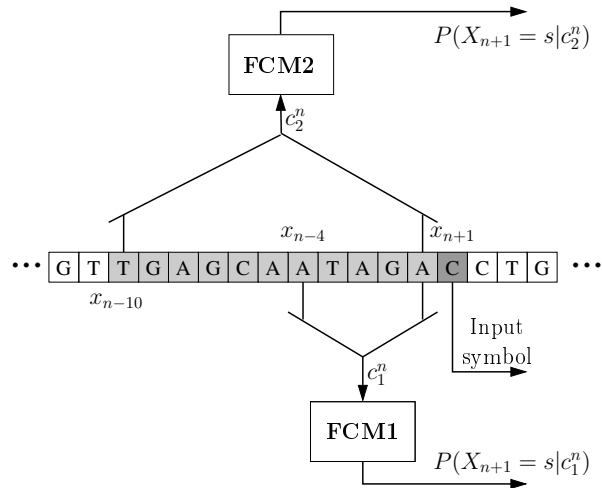 P(X_{n+1} = s|c_2^n)
FCM2
c_2^n
x_{n−4} x_{n+1}
··· G T T G A G C A A T A G A C C T G ···
x_{n−10}
Input
symbol
c_1^n
FCM1
P(X_{n+1} = s|c_1^n)